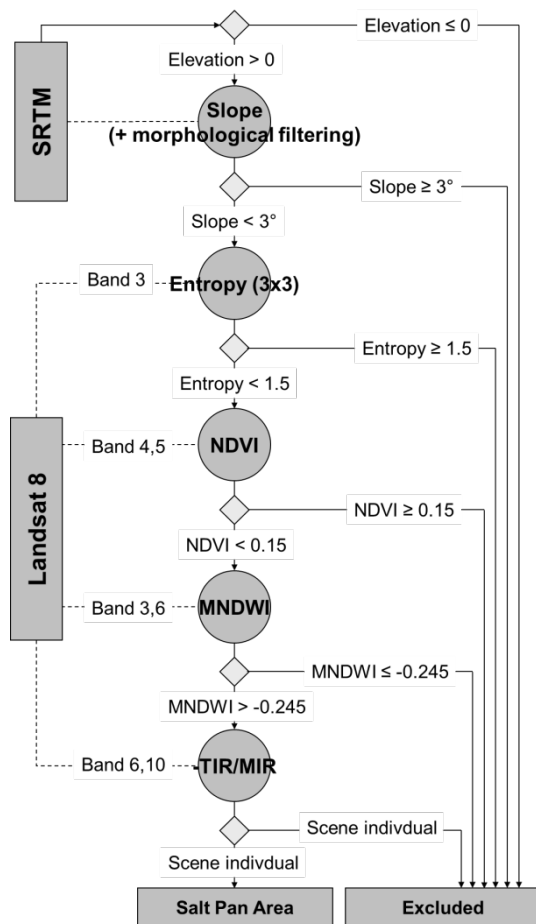 Elevation ≤ 0
Elevation > 0
SRTM
Slope
(+ morphological filtering)
Slope ≥ 3°
Slope < 3°
Band 3
Entropy (3x3)
Entropy ≥ 1.5
Entropy < 1.5
Landsat 8
Band 4,5
NDVI
NDVI ≥ 0.15
NDVI < 0.15
Band 3,6
MNDWI
MNDWI ≤ -0.245
MNDWI > -0.245
Band 6,10
-TIR/MIR
Scene indivdual
Scene indivdual
Salt Pan Area
Excluded